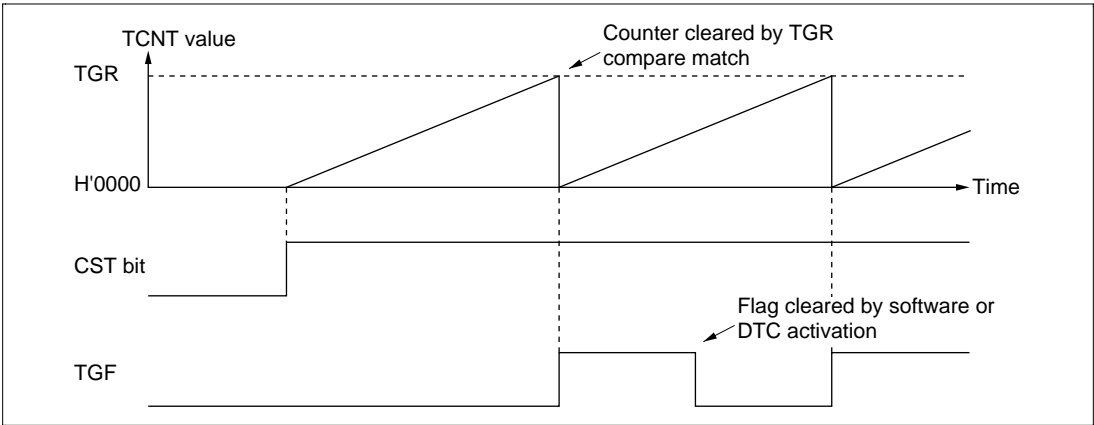 TCNT value
Counter cleared by TGR
compare match
TGR
H'0000
Time
CST bit
Flag cleared by software or
DTC activation
TGF